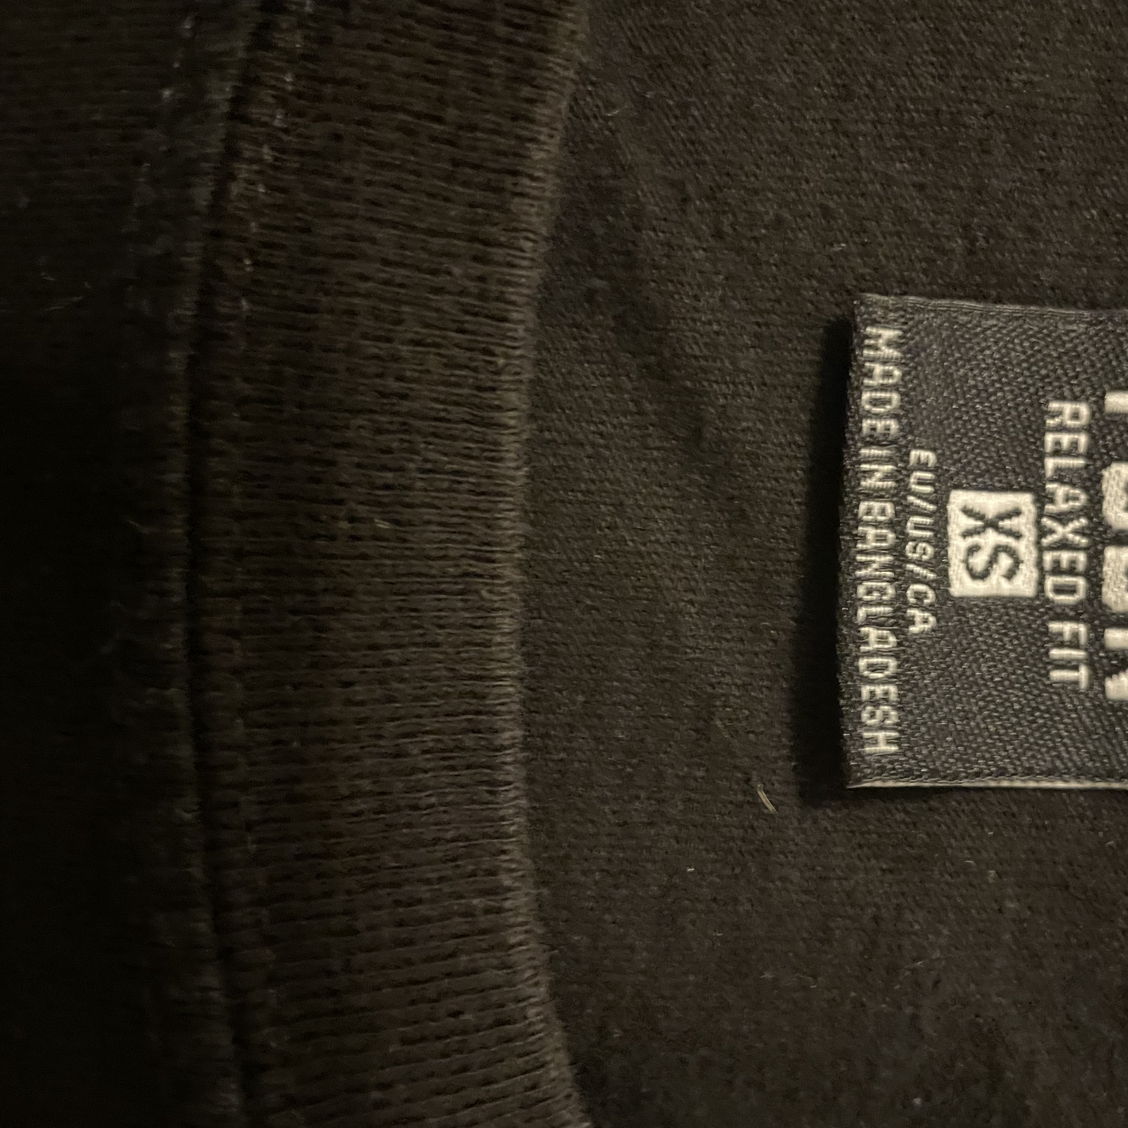 RELAXED FIT
XS
EU/US/CA
MADE IN BANGLADESH